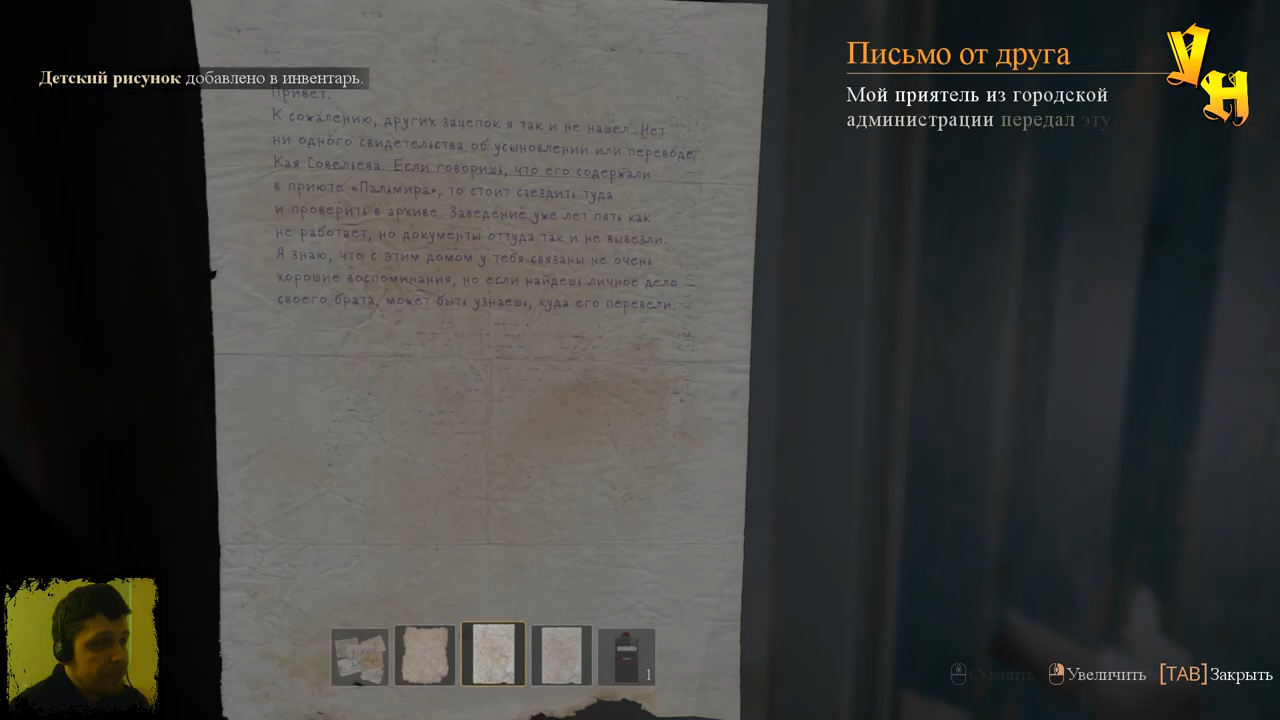 Письмо от друга
Мой приятель из городской
администрации передал эту
УН
Детский рисунок добавлено в инвентарь.
Привет.
К сожалению, других зацепок я так и не нашел. Нет
ни одного свидетельства об усыновлении или переводе
Кая Совельева. Если говоришь, что его содержали
в приюте «Пальмира», то стоит съездить туда
и проверить в архиве. Заведение уже лет пять как
не работает, но документы оттуда так и не вывезли.
Я знаю, что с этим домом у тебя связаны не очень
хорошие воспоминания, но если найдешь личное дело
своего брата, может быть узнаешь, куда его перевели.
1
Сменить Увеличить [TAB] Закрыть